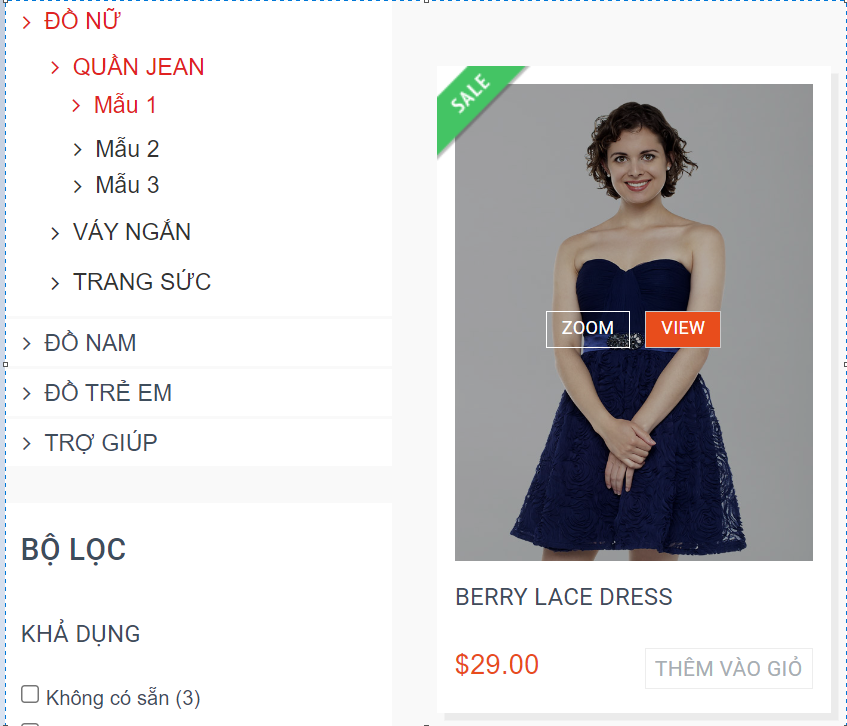 ĐỒ NỮ
QUẦN JEAN
Mẫu 1
Mẫu 2
Mẫu 3
VÁY NGẮN
TRANG SỨC
ĐỒ NAM
ĐỒ TRẺ EM
TRỢ GIÚP
BỘ LỌC
KHẢ DỤNG
Không có sẵn (3)
SALE
ZOOM VIEW
BERRY LACE DRESS
$29.00 THÊM VÀO GIỎ